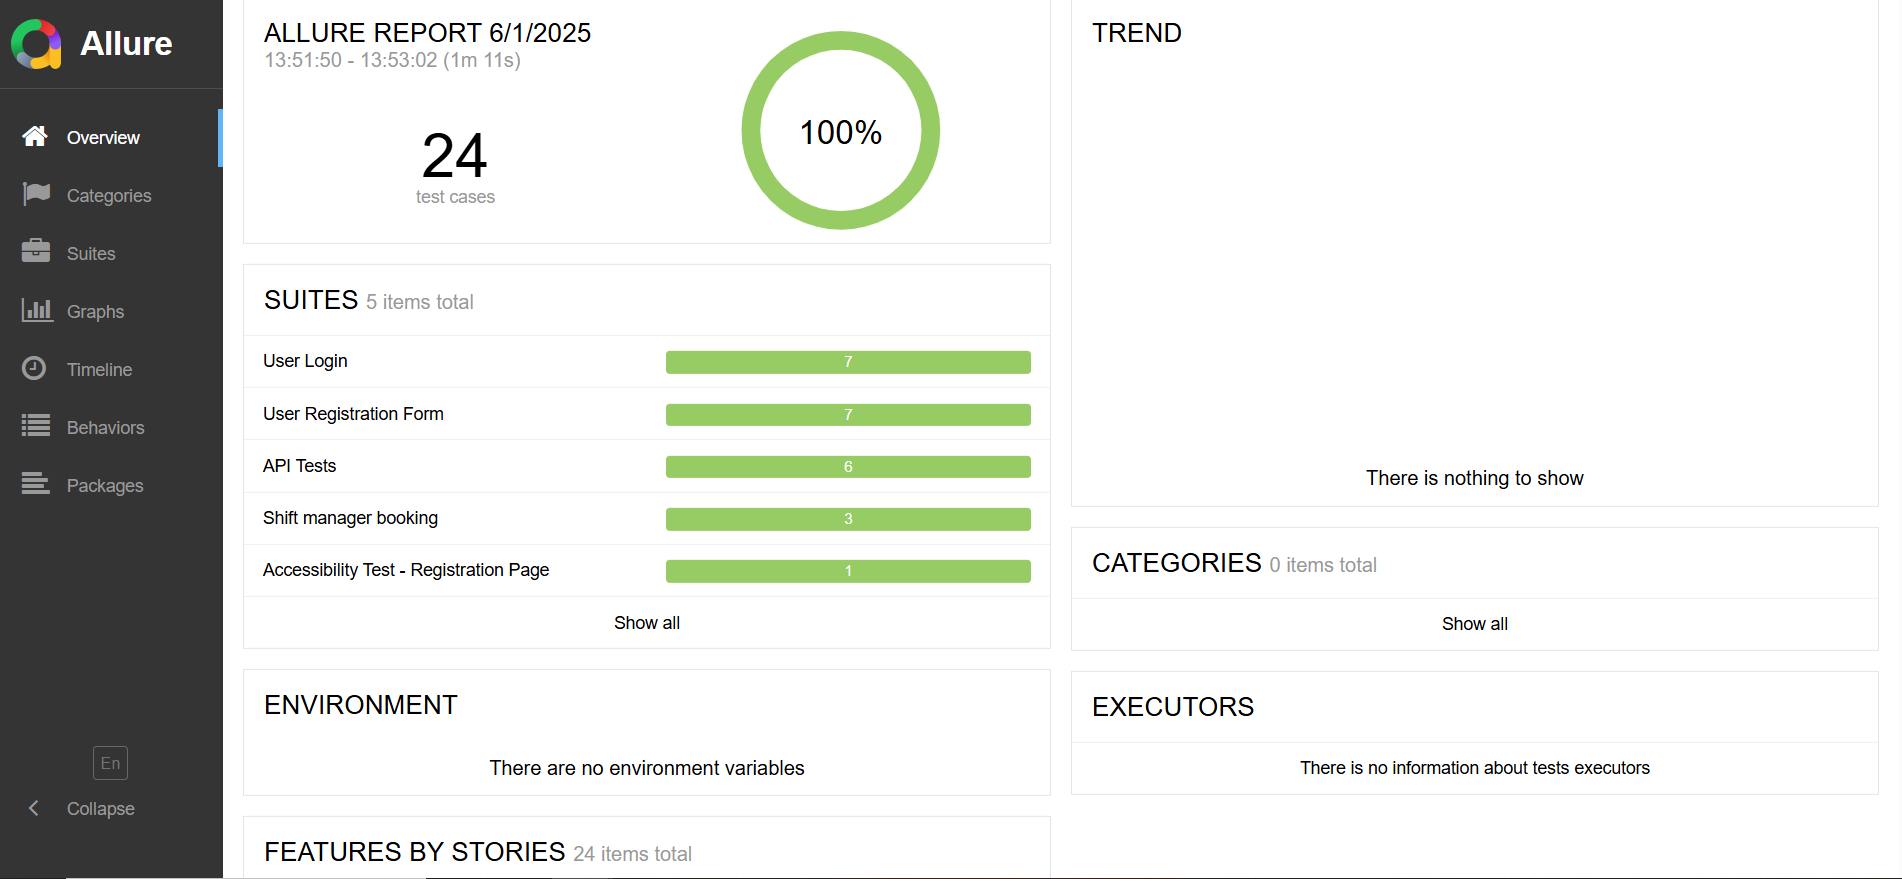 Allure
Overview
Categories
Suites
Graphs
Timeline
Behaviors
Packages
En
Collapse
ALLURE REPORT 6/1/2025
13:51:50 - 13:53:02 (1m 11s)
24
test cases
100%
SUITES 5 items total
User Login 7
User Registration Form 7
API Tests 6
Shift manager booking 3
Accessibility Test - Registration Page 1
Show all
ENVIRONMENT
There are no environment variables
FEATURES BY STORIES 24 items total
TREND
There is nothing to show
CATEGORIES 0 items total
Show all
EXECUTORS
There is no information about tests executors